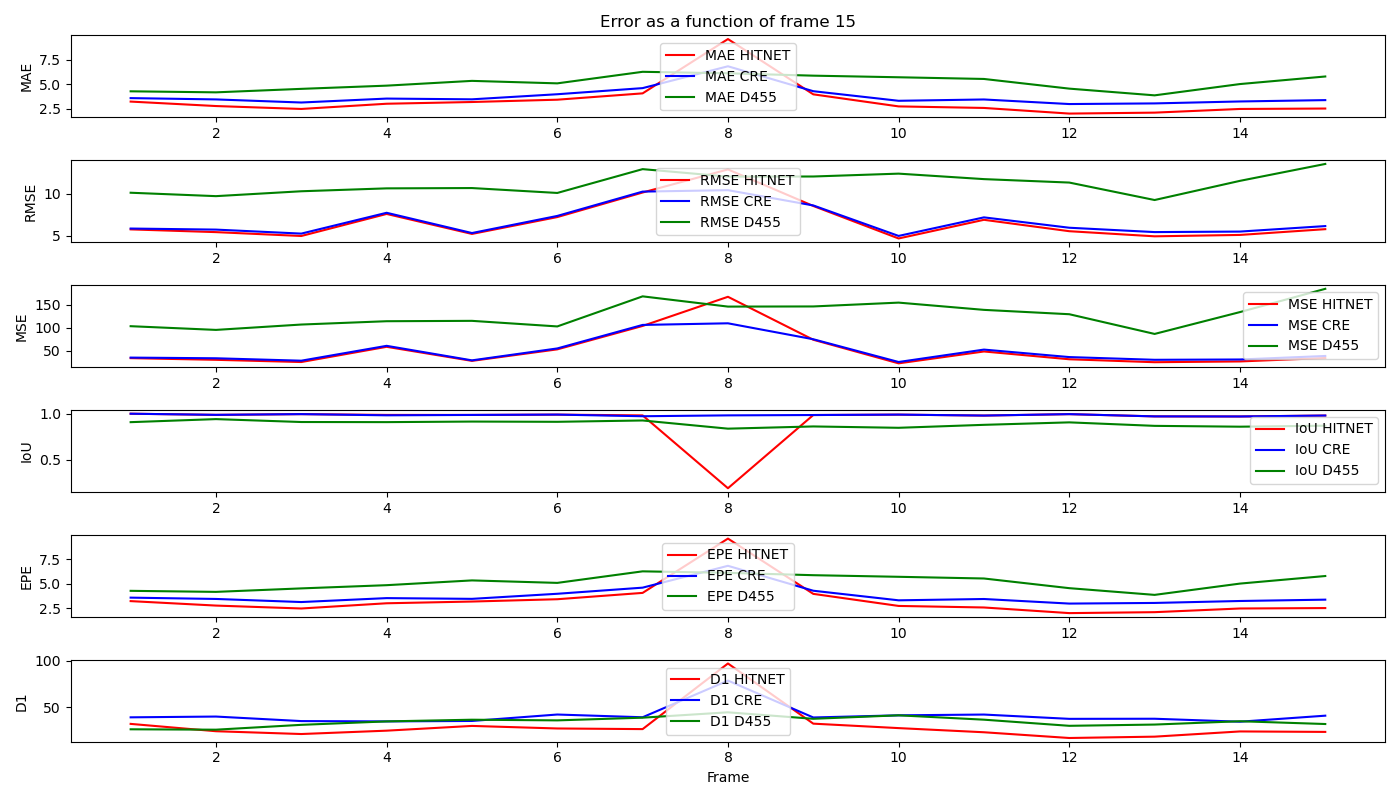 Error as a function of frame 15
MAE
7.5
5.0
2.5
MAE HITNET
MAE CRE
MAE D455
2 4 6 8 10 12 14
RMSE
10
5
RMSE HITNET
RMSE CRE
RMSE D455
2 4 6 8 10 12 14
MSE
150
100
50
MSE HITNET
MSE CRE
MSE D455
2 4 6 8 10 12 14
IoU
1.0
0.5
IoU HITNET
IoU CRE
IoU D455
2 4 6 8 10 12 14
EPE
7.5
5.0
2.5
EPE HITNET
EPE CRE
EPE D455
2 4 6 8 10 12 14
D1
100
50
D1 HITNET
D1 CRE
D1 D455
2 4 6 8 10 12 14
Frame